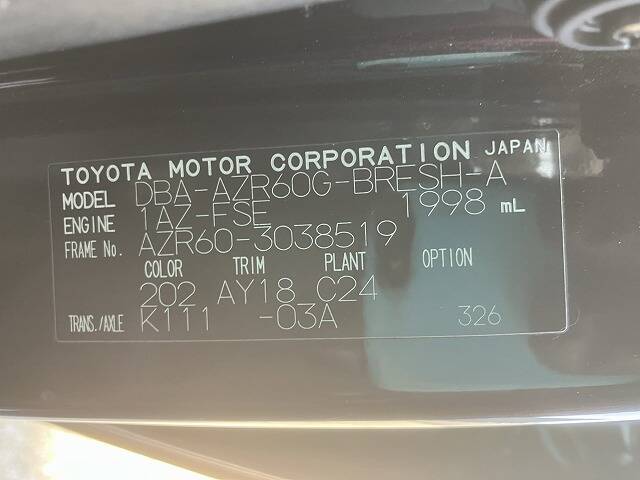 TOYOTA MOTOR CORPORATION JAPAN
MODEL DBA-AZR60G-BRESH-A
ENGINE 1AZ-FSE 1998 mL
FRAME No. AZR60-3038519
COLOR TRIM PLANT OPTION
202 AY18 C24
TRANS./AXLE K111 -03A 326